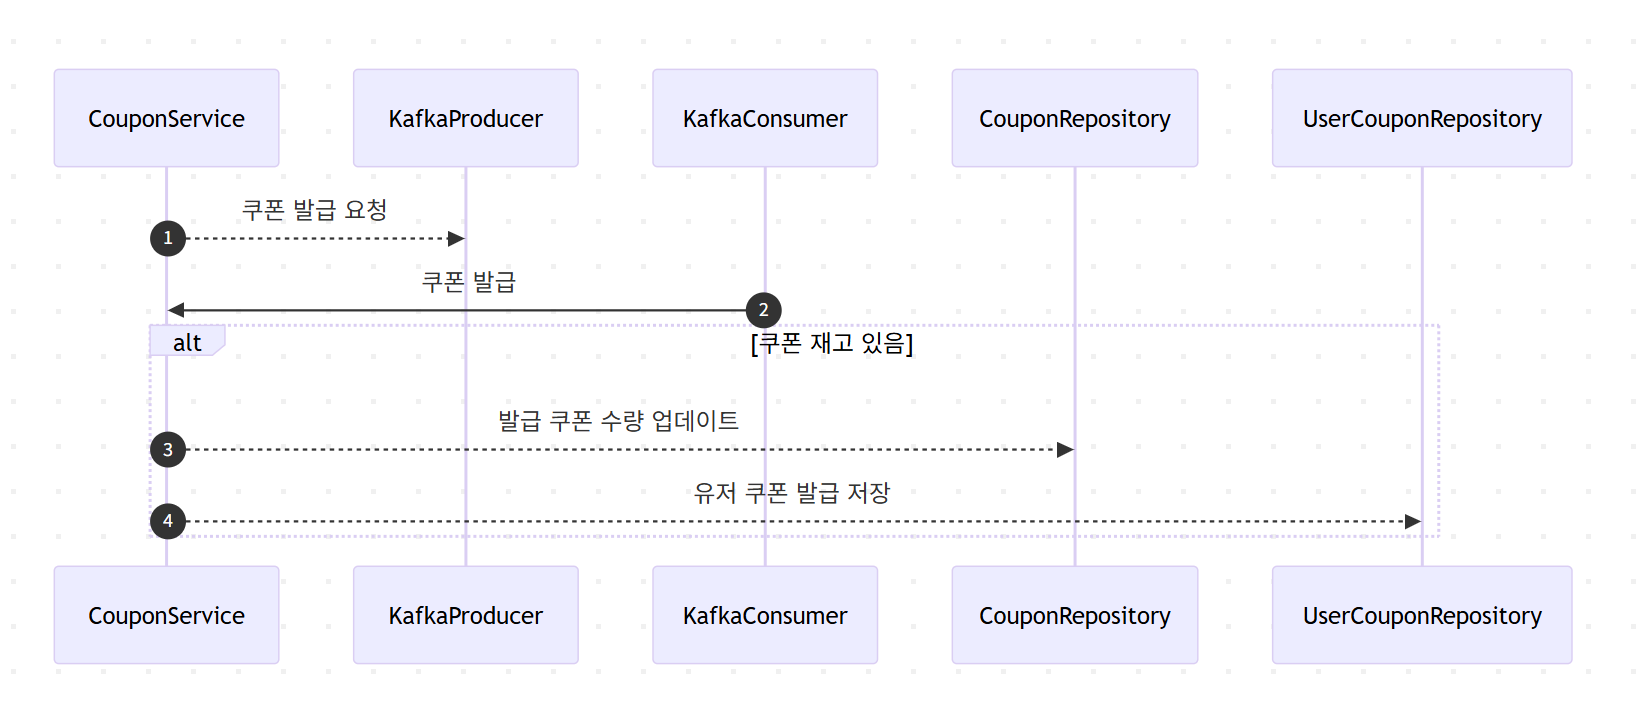 CouponService
KafkaProducer
KafkaConsumer
CouponRepository
UserCouponRepository
쿠폰 발급 요청
1
쿠폰 발급
2
alt
[쿠폰 재고 있음]
발급 쿠폰 수량 업데이트
3
유저 쿠폰 발급 저장
4
CouponService
KafkaProducer
KafkaConsumer
CouponRepository
UserCouponRepository